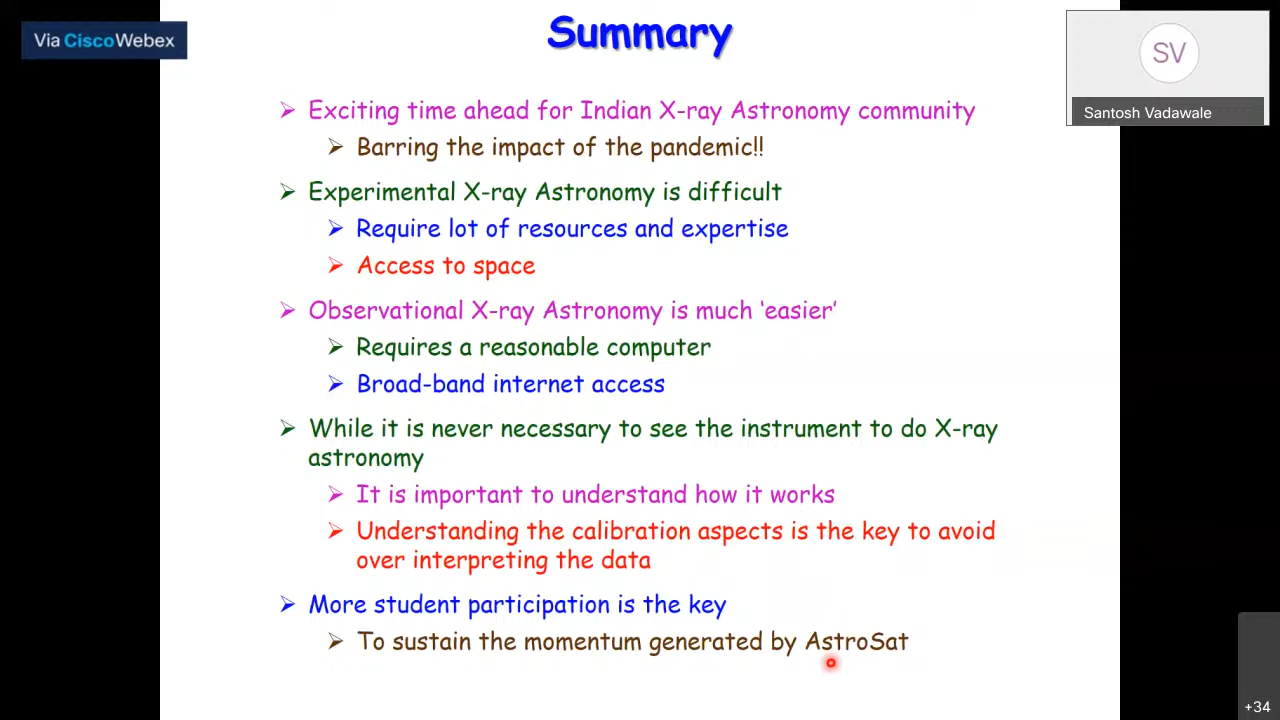 Via CiscoWebex
Summary
SV
Santosh Vadawale
➢ Exciting time ahead for Indian X-ray Astronomy community
➢ Barring the impact of the pandemic!!
➢ Experimental X-ray Astronomy is difficult
➢ Require lot of resources and expertise
➢ Access to space
➢ Observational X-ray Astronomy is much ‘easier’
➢ Requires a reasonable computer
➢ Broad-band internet access
➢ While it is never necessary to see the instrument to do X-ray
astronomy
➢ It is important to understand how it works
➢ Understanding the calibration aspects is the key to avoid
over interpreting the data
➢ More student participation is the key
➢ To sustain the momentum generated by AstroSat
+34